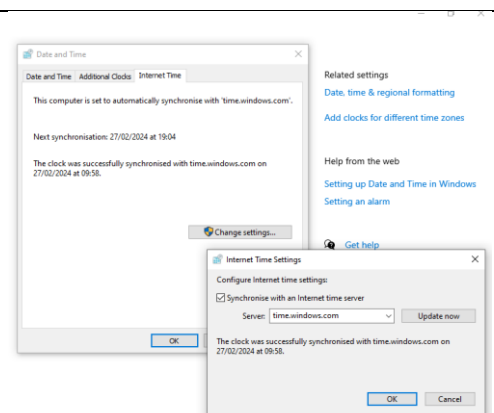 Date and Time
Date and Time Additional Clocks Internet Time
This computer is set to automatically synchronise with 'time.windows.com'.
Next synchronisation: 27/02/2024 at 19:04
The clock was successfully synchronised with time.windows.com on
27/02/2024 at 09:58.
Change settings...
OK
Related settings
Date, time & regional formatting
Add clocks for different time zones
Help from the web
Setting up Date and Time in Windows
Setting an alarm
Get help
Internet Time Settings
Configure Internet time settings:
Synchronise with an Internet time server
Server: time.windows.com Update now
The clock was successfully synchronised with time.windows.com on
27/02/2024 at 09:58.
OK Cancel